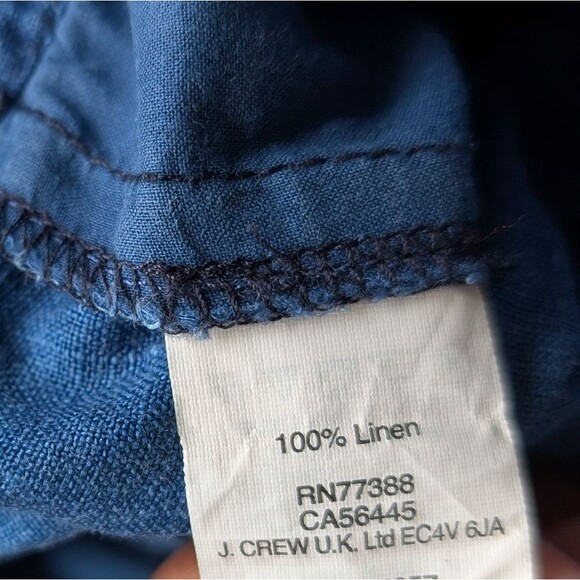 100% Linen
RN77388
CA56445
J. CREW U.K. Ltd EC4V 6JA